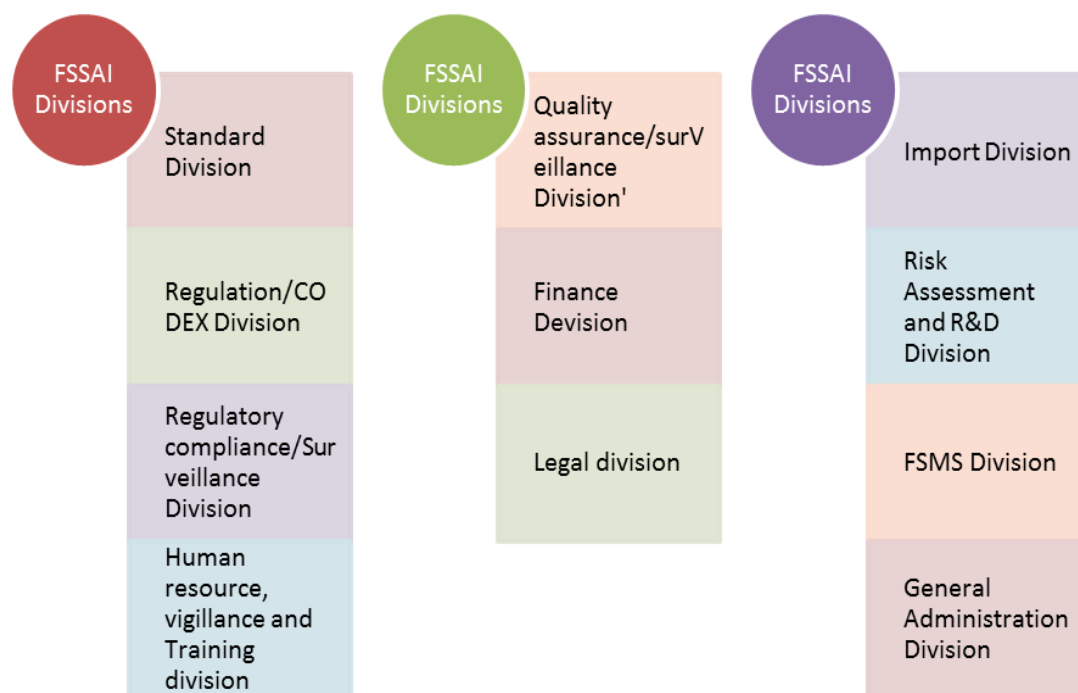 FSSAI
Divisions
Standard
Division
Regulation/CO
DEX Division
Regulatory
compliance/Sur
veillance
Division
Human
resource,
vigillance and
Training
division
FSSAI
Divisions
Quality
assurance/surV
eillance
Division'
Finance
Devision
Legal division
FSSAI
Divisions
Import Division
Risk
Assessment
and R&D
Division
FSMS Division
General
Administration
Division